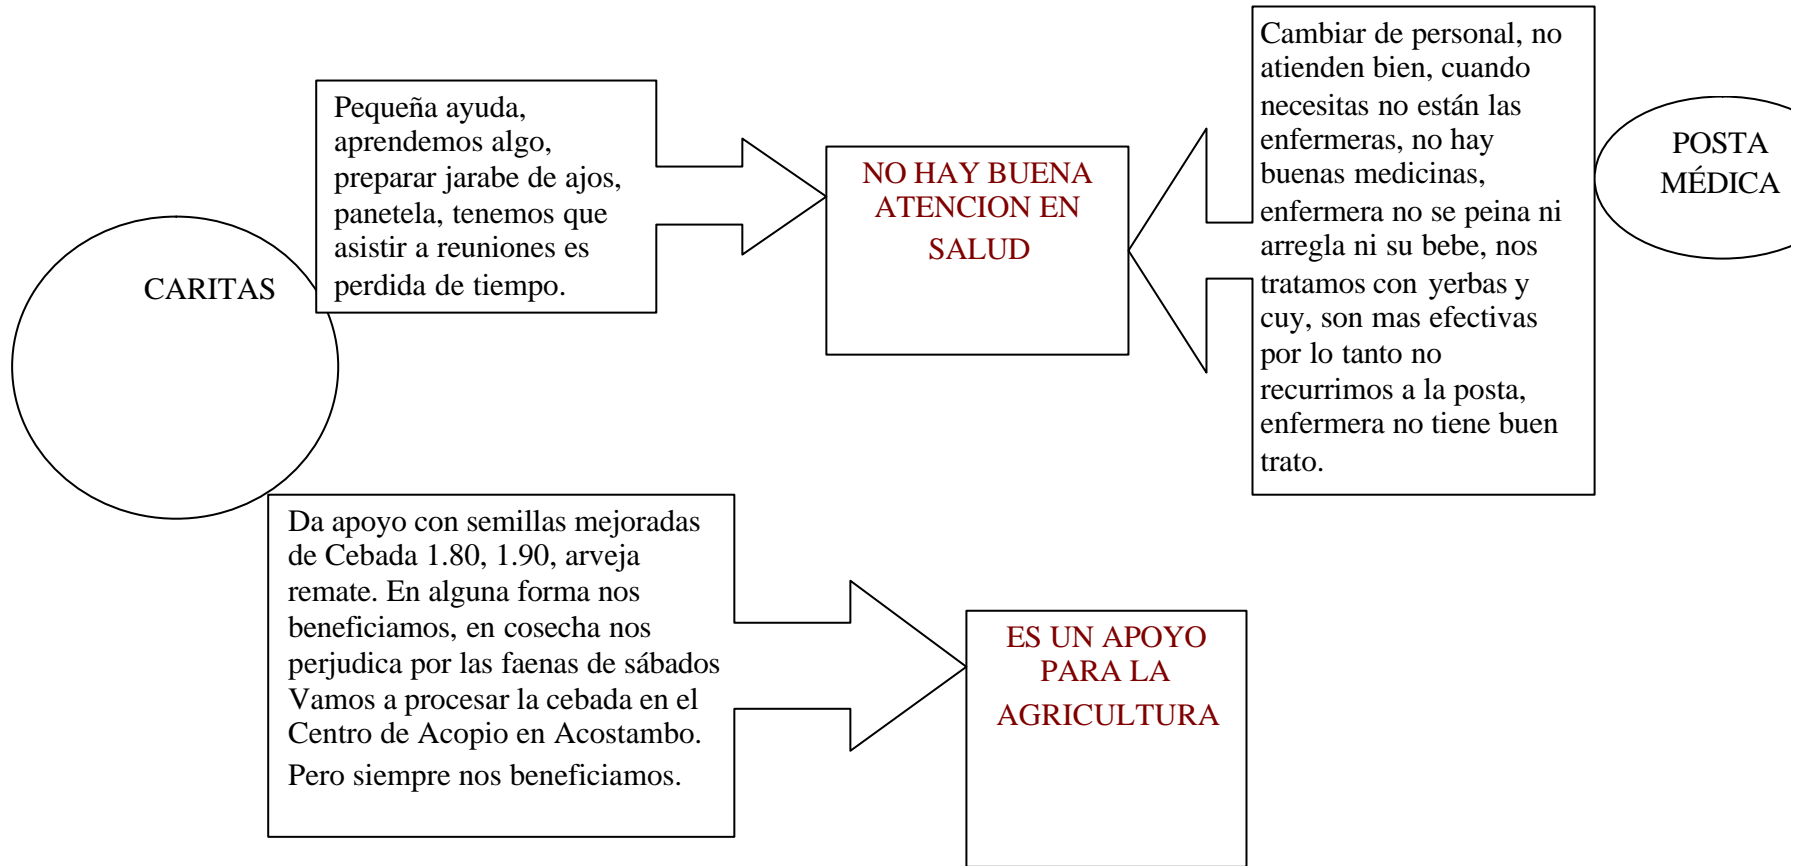 CARITAS
Pequeña ayuda,
aprendemos algo,
preparar jarabe de ajos,
panetela, tenemos que
asistir a reuniones es
perdida de tiempo.
NO HAY BUENA
ATENCION EN
SALUD
Cambiar de personal, no
atienden bien, cuando
necesitas no están las
enfermeras, no hay
buenas medicinas,
enfermera no se peina ni
arregla ni su bebe, nos
tratamos con yerbas y
cuy, son mas efectivas
por lo tanto no
recurrimos a la posta,
enfermera no tiene buen
trato.
POSTA
MÉDICA
Da apoyo con semillas mejoradas
de Cebada 1.80, 1.90, arveja
remate. En alguna forma nos
beneficiamos, en cosecha nos
perjudica por las faenas de sábados
Vamos a procesar la cebada en el
Centro de Acopio en Acostambo.
Pero siempre nos beneficiamos.
ES UN APOYO
PARA LA
AGRICULTURA